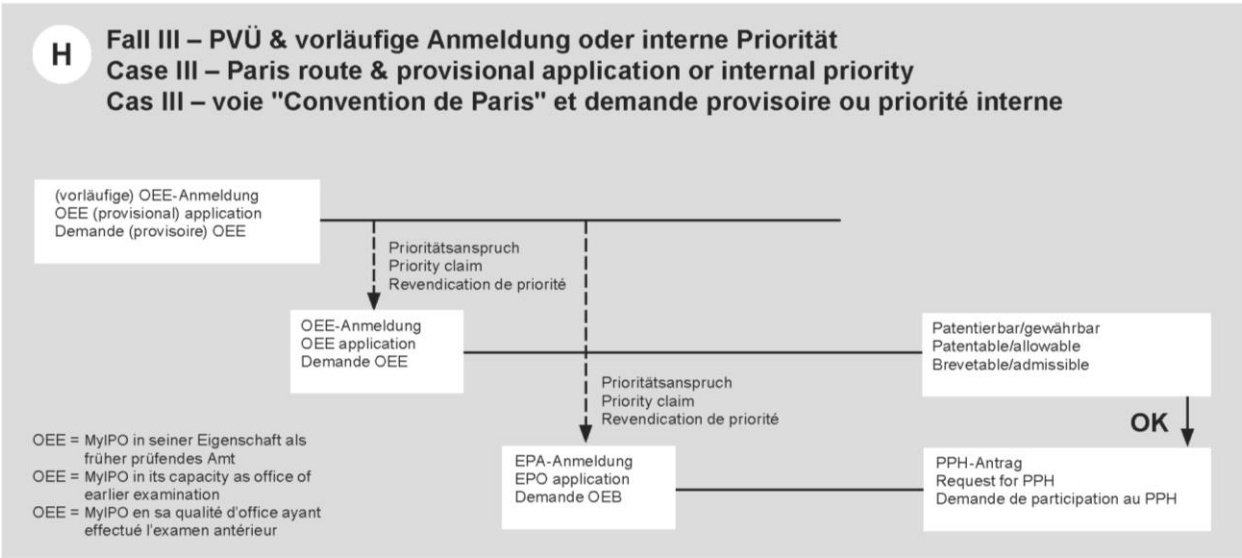 H
Fall III – PVÜ & vorläufige Anmeldung oder interne Priorität
Case III – Paris route & provisional application or internal priority
Cas III – voie "Convention de Paris" et demande provisoire ou priorité interne
(vorläufige) OEE-Anmeldung
OEE (provisional) application
Demande (provisoire) OEE
Prioritätsanspruch
Priority claim
Revendication de priorité
OEE-Anmeldung
OEE application
Demande OEE
Patentierbar/gewährbar
Patentable/allowable
Brevetable/admissible
Prioritätsanspruch
Priority claim
Revendication de priorité
OK
OEE = MyIPO in seiner Eigenschaft als
früher prüfendes Amt
OEE = MyIPO in its capacity as office of
earlier examination
OEE = MyIPO en sa qualité d'office ayant
effectué l'examen antérieur
EPA-Anmeldung
EPO application
Demande OEB
PPH-Antrag
Request for PPH
Demande de participation au PPH